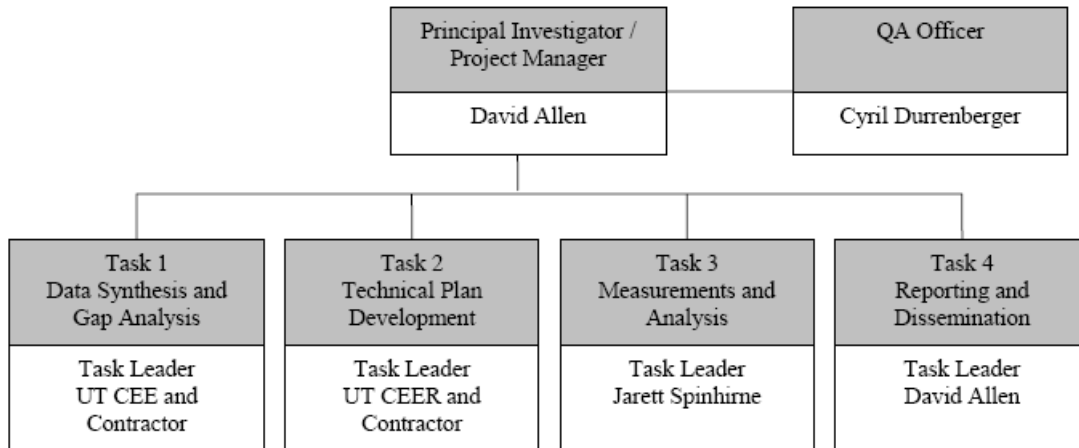 Principal Investigator /
Project Manager
David Allen
QA Officer
Cyril Durrenberger
Task 1
Data Synthesis and
Gap Analysis
Task Leader
UT CEE and
Contractor
Task 2
Technical Plan
Development
Task Leader
UT CEER and
Contractor
Task 3
Measurements and
Analysis
Task Leader
Jarett Spinhirne
Task 4
Reporting and
Dissemination
Task Leader
David Allen